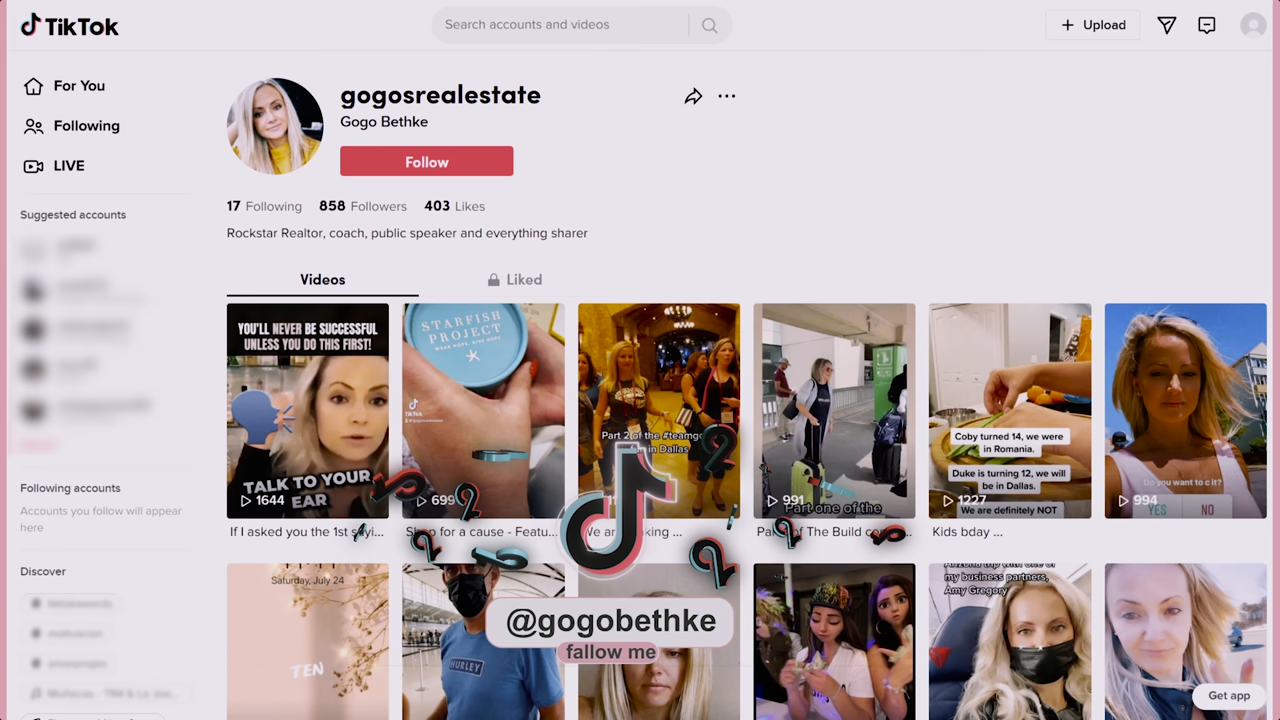 TikTok
Search accounts and videos
Upload
For You
Following
LIVE
Suggested accounts
Following accounts
Accounts you follow will appear
here
Discover
gogosrealestate
Gogo Bethke
Follow
17 Following 858 Followers 403 Likes
Rockstar Realtor, coach, public speaker and everything sharer
Videos
Liked
YOU'LL NEVER BE SUCCESSFUL
UNLESS YOU DO THIS FIRST!
TALK TO YOUR
EAR
1644
If I asked you the 1st
STARFISH
PROJECT
WEAR HOPE. GIVE HOPE
TikTok
699
for a cause - Featu...
Part 2 of the #teamgo
in Dallas
We are
991
Part one of the
of The Build
Coby turned 14, we were
in Romania.
Duke is turning 12, we will
be in Dallas.
We are definitely NOT
1227
Kids bday ...
Do you want to c it?
YES NO
994
Saturday, July 24
TEN
HURLEY
my business partners,
Amy Gregory
@gogobethke
fallow me
Get app